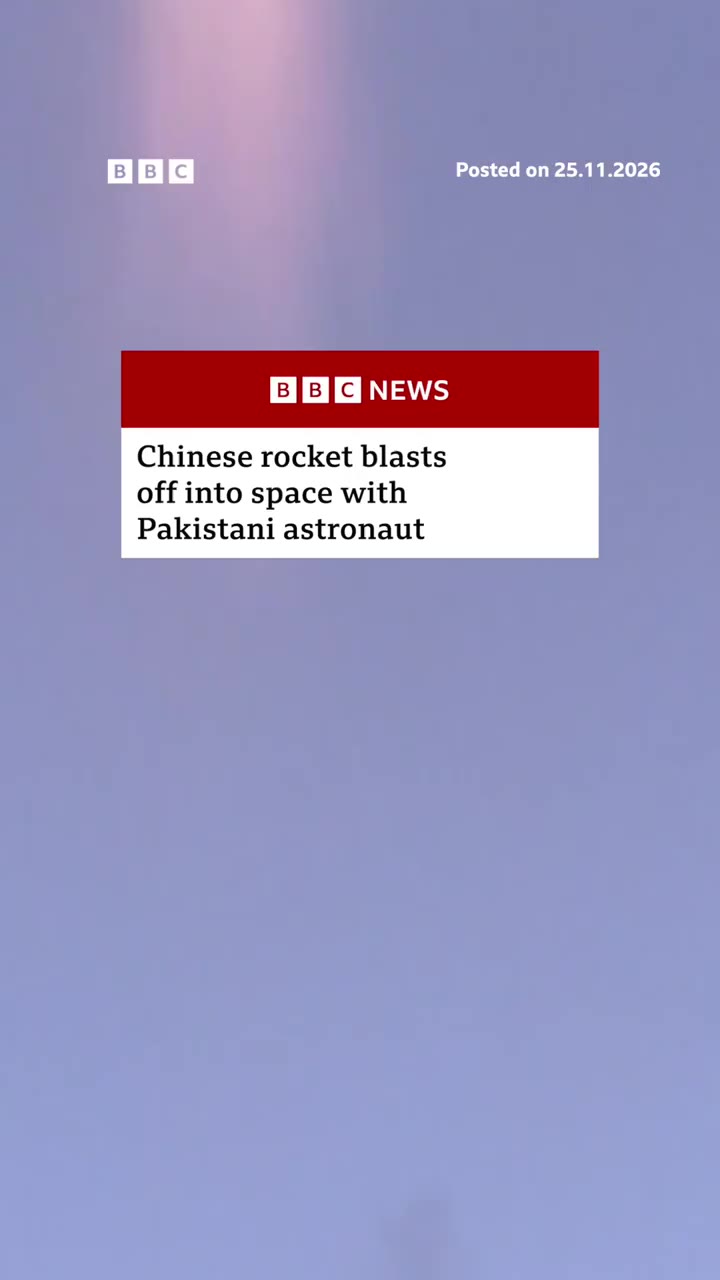 BBC
Posted on 25.11.2026
BBC NEWS
Chinese rocket blasts
off into space with
Pakistani astronaut